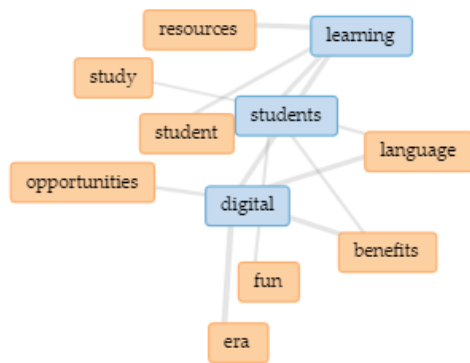 resources
learning
study
students
student
language
opportunities
digital
benefits
fun
era